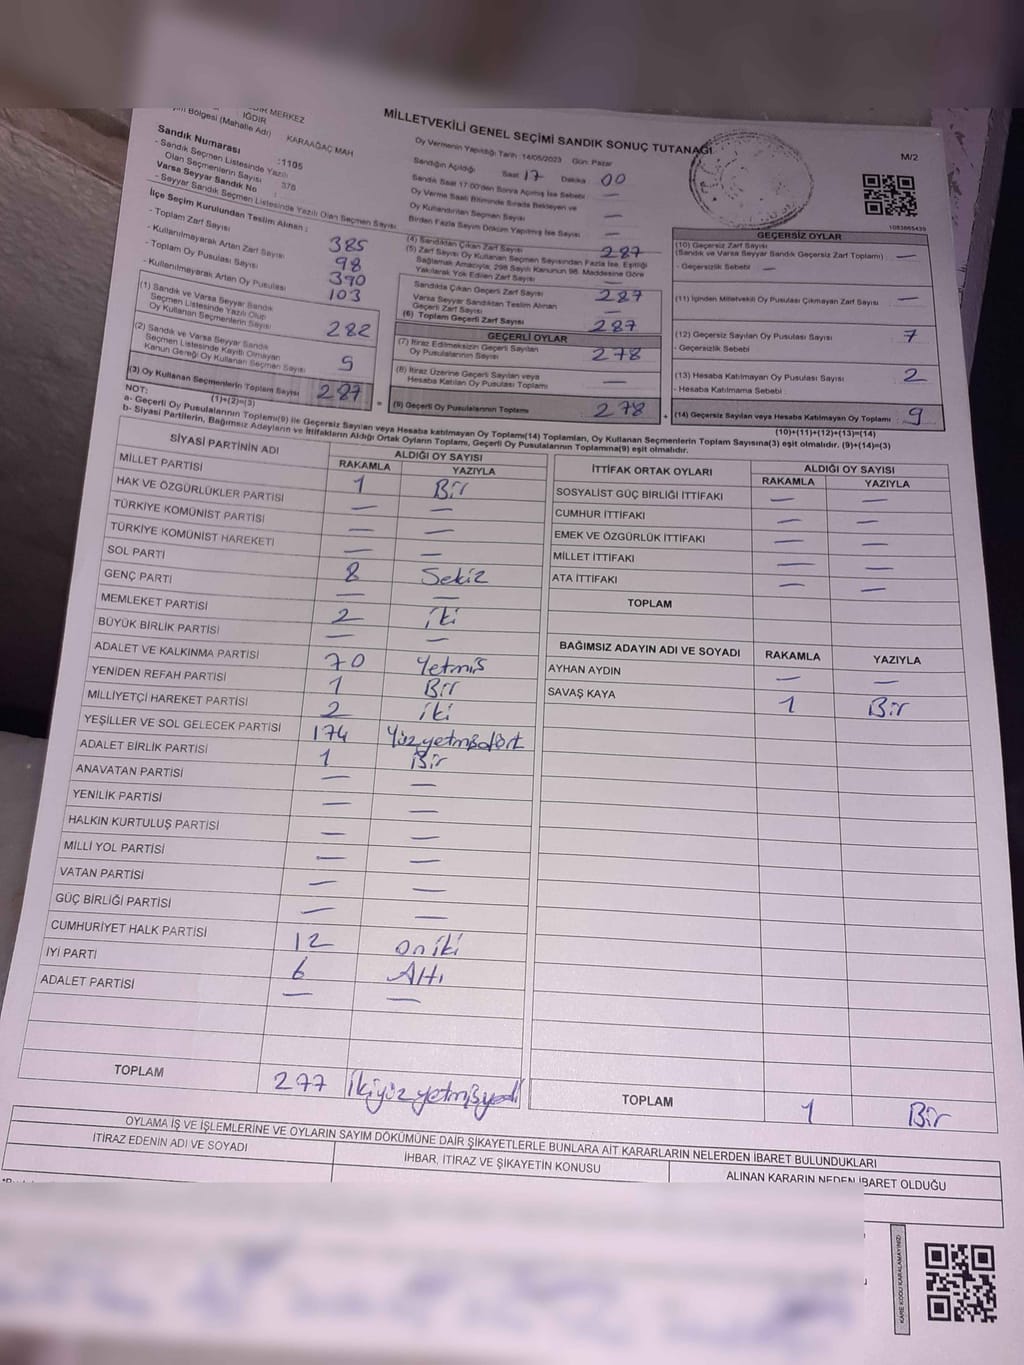 MERKEZ
IĞDIR
Bölgesi (Mahalle Adı) KARAAĞAÇ MAH
MİLLETVEKİLİ GENEL SEÇİMİ SANDIK SONUÇ TUTANAĞI
M/2
Sandık Numarası :1105
- Sandık Seçmen Listesinde Yazılı
Olan Seçmenlerin Sayısı : 376
Varsa Seyyar Sandık No :
- Seyyar Sandık Seçmen Listesinde Yazılı Olan Seçmen Sayısı
Oy Vermenin Yapıldığı Tarih: 14/05/2023 Gün: Pazar
Sandığın Açıldığı Saat 17 Dakika 00
Sandık Saat 17:00'den Sonra Açılmış İse Sebebi —
Oy Verme Saati Bitiminde Sırada Bekleyen ve
Oy Kullandırılan Seçmen Sayısı —
Birden Fazla Sayım Döküm Yapılmış İse Sayısı —
1083665439
İlçe Seçim Kurulundan Teslim Alınan :
- Toplam Zarf Sayısı 385
- Kullanılmayarak Artan Zarf Sayısı 98
- Toplam Oy Pusulası Sayısı 390
- Kullanılmayarak Artan Oy Pusulası 103
(1) Sandık ve Varsa Seyyar Sandık
Seçmen Listesinde Yazılı Olup
Oy Kullanan Seçmenlerin Sayısı 282
(2) Sandık ve Varsa Seyyar Sandık
Seçmen Listesinde Kayıtlı Olmayan
Kanun Gereği Oy Kullanan Seçmen Sayısı 5
(3) Oy Kullanan Seçmenlerin Toplam Sayısı 287
(1)+(2)=(3)
(4) Sandıktan Çıkan Zarf Sayısı 287
(5) Zarf Sayısı Oy Kullanan Seçmen Sayısından Fazla İse, Eşitliği
Sağlamak Amacıyla, 298 Sayılı Kanunun 98. Maddesine Göre
Yakılarak Yok Edilen Zarf Sayısı —
Sandıkta Çıkan Geçerli Zarf Sayısı 287
Varsa Seyyar Sandıktan Teslim Alınan
Geçerli Zarf Sayısı —
(6) Toplam Geçerli Zarf Sayısı 287
GEÇERLİ OYLAR
(7) İtiraz Edilmeksizin Geçerli Sayılan
Oy Pusulalarının Sayısı 278
(8) İtiraz Üzerine Geçerli Sayılan veya
Hesaba Katılan Oy Pusulası Toplamı —
(9) Geçerli Oy Pusulalarının Toplamı 278
GEÇERSİZ OYLAR
(10) Geçersiz Zarf Sayısı
(Sandık ve Varsa Seyyar Sandık Geçersiz Zarf Toplamı) —
- Geçersizlik Sebebi —
(11) İçinden Milletvekili Oy Pusulası Çıkmayan Zarf Sayısı —
(12) Geçersiz Sayılan Oy Pusulası Sayısı 7
- Geçersizlik Sebebi
(13) Hesaba Katılmayan Oy Pusulası Sayısı 2
- Hesaba Katılmama Sebebi
(14) Geçersiz Sayılan veya Hesaba Katılmayan Oy Toplamı 9
(10)+(11)+(12)+(13)=(14)
NOT:
a- Geçerli Oy Pusulalarının Toplamı(9) ile Geçersiz Sayılan veya Hesaba katılmayan Oy Toplamı(14) Toplamları, Oy Kullanan Seçmenlerin Toplam Sayısına(3) eşit olmalıdır. (9)+(14)=(3)
b- Siyasi Partilerin, Bağımsız Adayların ve İttifakların Aldığı Ortak Oyların Toplamı, Geçerli Oy Pusulalarının Toplamına(9) eşit olmalıdır.
SİYASİ PARTİNİN ADI ALDIĞI OY SAYISI
RAKAMLA YAZIYLA
MİLLET PARTİSİ 1 Bir
HAK VE ÖZGÜRLÜKLER PARTİSİ — —
TÜRKİYE KOMÜNİST PARTİSİ — —
TÜRKİYE KOMÜNİST HAREKETİ — —
SOL PARTİ 8 Sekiz
GENÇ PARTİ — —
MEMLEKET PARTİSİ 2 iki
BÜYÜK BİRLİK PARTİSİ — —
ADALET VE KALKINMA PARTİSİ 70 Yetmiş
YENİDEN REFAH PARTİSİ 1 Bir
MİLLİYETÇİ HAREKET PARTİSİ 2 iki
YEŞİLLER VE SOL GELECEK PARTİSİ 174 Yüzyetmişdört
ADALET BİRLİK PARTİSİ 1 Bir
ANAVATAN PARTİSİ — —
YENİLİK PARTİSİ — —
HALKIN KURTULUŞ PARTİSİ — —
MİLLİ YOL PARTİSİ — —
VATAN PARTİSİ — —
GÜÇ BİRLİĞİ PARTİSİ — —
CUMHURİYET HALK PARTİSİ 12 oniki
İYİ PARTİ 6 Altı
ADALET PARTİSİ — —
TOPLAM 277 İkiyüzyetmişyedi
İTTİFAK ORTAK OYLARI ALDIĞI OY SAYISI
RAKAMLA YAZIYLA
SOSYALİST GÜÇ BİRLİĞİ İTTİFAKI — —
CUMHUR İTTİFAKI — —
EMEK VE ÖZGÜRLÜK İTTİFAKI — —
MİLLET İTTİFAKI — —
ATA İTTİFAKI — —
TOPLAM
BAĞIMSIZ ADAYIN ADI VE SOYADI RAKAMLA YAZIYLA
AYHAN AYDIN — —
SAVAŞ KAYA 1 Bir
TOPLAM 1 Bir
OYLAMA İŞ VE İŞLEMLERİNE VE OYLARIN SAYIM DÖKÜMÜNE DAİR ŞİKAYETLERLE BUNLARA AİT KARARLARIN NELERDEN İBARET BULUNDUKLARI
İTİRAZ EDENİN ADI VE SOYADI İHBAR, İTİRAZ VE ŞİKAYETİN KONUSU ALINAN KARARIN NEDEN İBARET OLDUĞU
KARE KODU KARALAMAYINIZ!